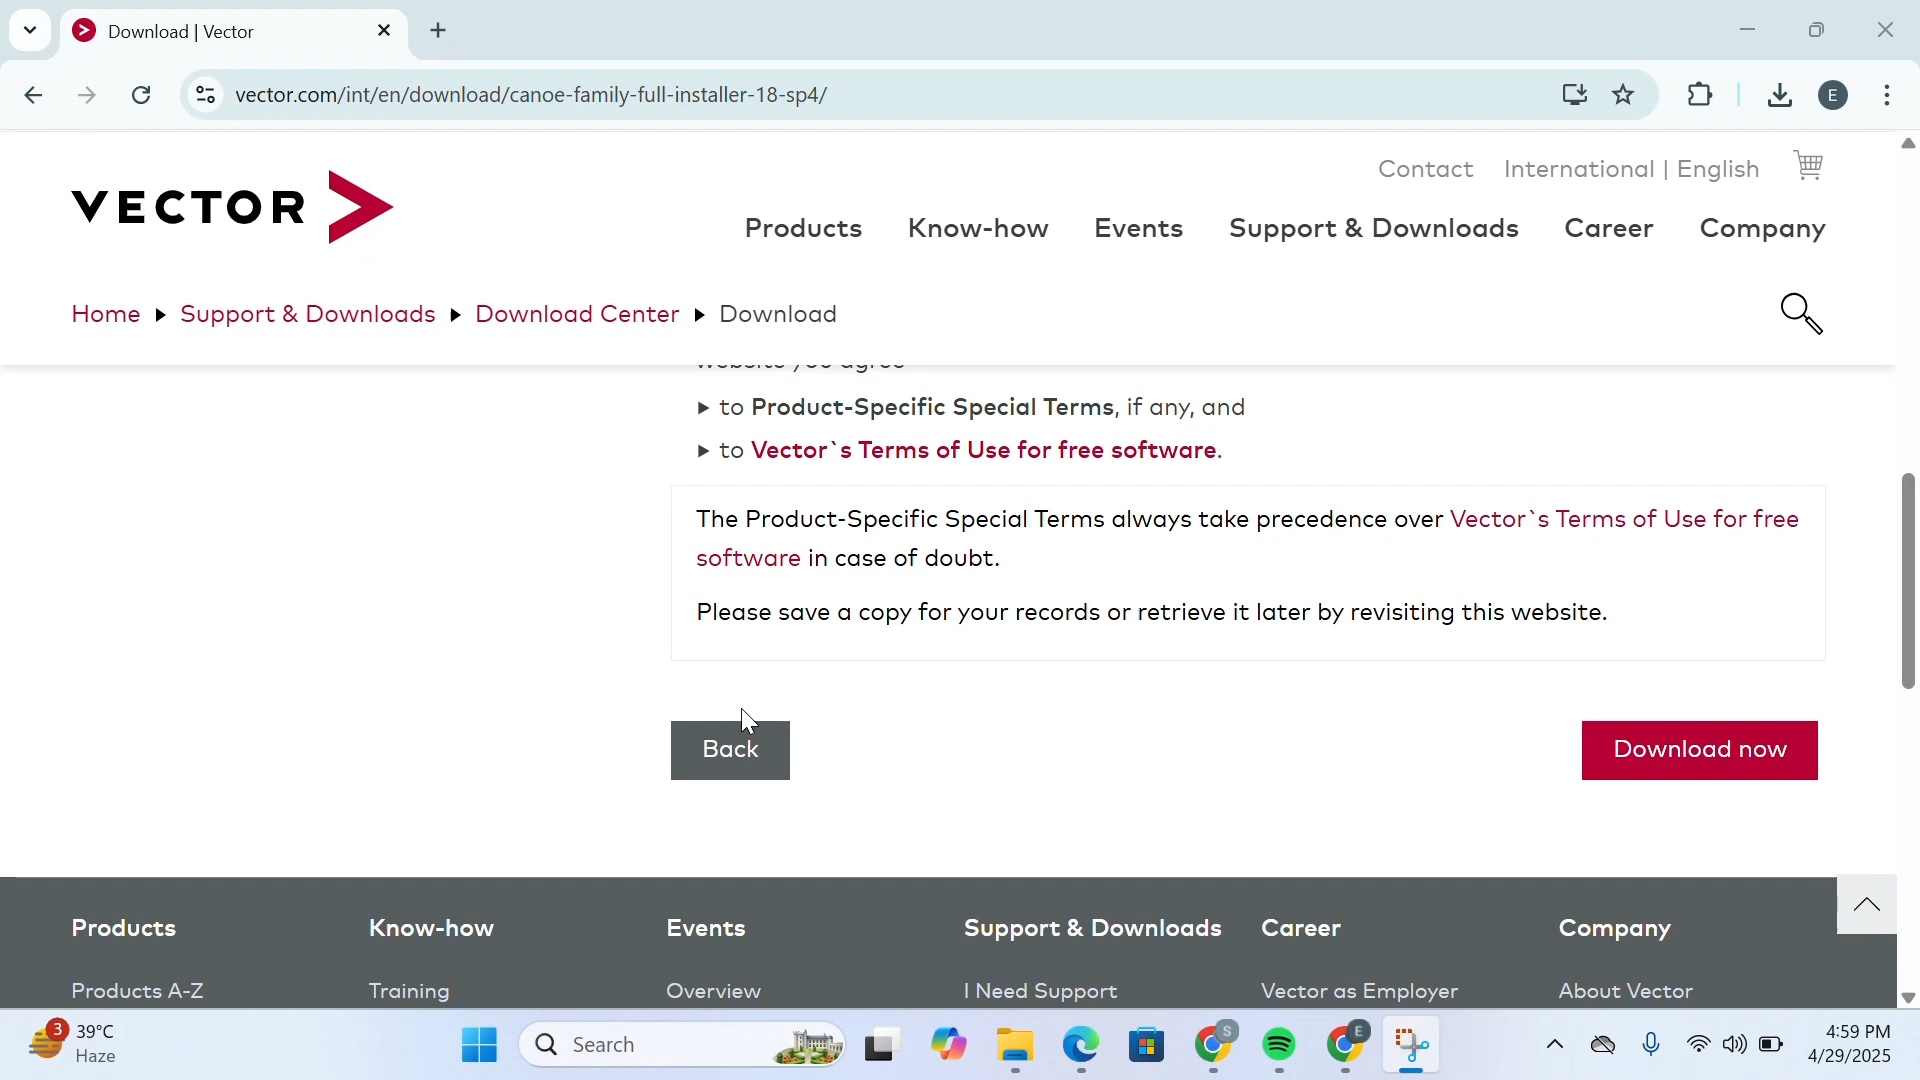 Download | Vector
vector.com/int/en/download/canoe-family-full-installer-18-sp4/
E
VECTOR
Contact International | English
Products Know-how Events Support & Downloads Career Company
Home Support & Downloads Download Center Download
website you agree
to Product-Specific Special Terms, if any, and
to Vector`s Terms of Use for free software.
The Product-Specific Special Terms always take precedence over Vector`s Terms of Use for free
software in case of doubt.
Please save a copy for your records or retrieve it later by revisiting this website.
Back Download now
Products Know-how Events Support & Downloads Career Company
Products A-Z Training Overview I Need Support Vector as Employer About Vector
3 39°C
Haze
Search
S
E
4:59 PM
4/29/2025